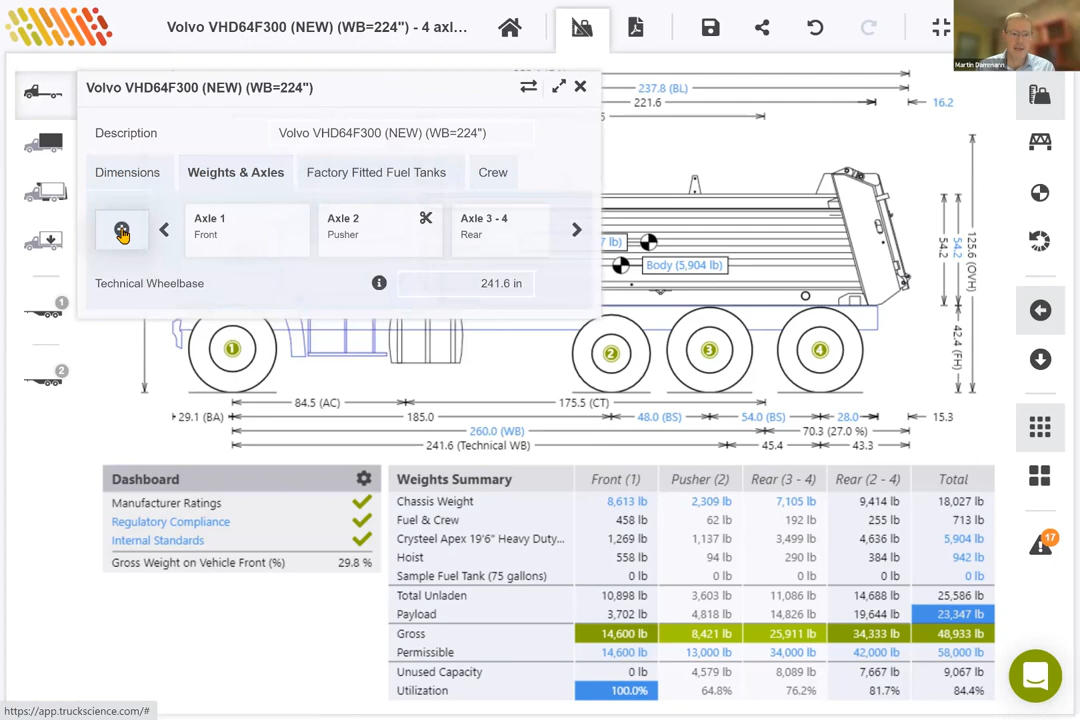 Volvo VHD64F300 (NEW) (WB=224") - 4 axl...
Martin Dammann
Volvo VHD64F300 (NEW) (WB=224")
Description
Volvo VHD64F300 (NEW) (WB=224")
Dimensions
Weights & Axles
Factory Fitted Fuel Tanks
Crew
Axle 1
Front
Axle 2
Pusher
Axle 3 - 4
Rear
Technical Wheelbase
241.6 in
237.8 (BL)
221.6
16.2
7 lb)
Body (5,904 lb)
54.2
54.2
125.6 (OVH)
42.4 (FH)
1
2
1
2
3
4
17
84.5 (AC)
175.5 (CT)
29.1 (BA)
185.0
48.0 (BS)
54.0 (BS)
28.0
15.3
260.0 (WB)
70.3 (27.0 %)
241.6 (Technical WB)
45.4
43.3
Dashboard
Manufacturer Ratings
Regulatory Compliance
Internal Standards
Gross Weight on Vehicle Front (%) 29.8 %
Weights Summary Front (1) Pusher (2) Rear (3 - 4) Rear (2 - 4) Total
Chassis Weight 8,613 lb 2,309 lb 7,105 lb 9,414 lb 18,027 lb
Fuel & Crew 458 lb 62 lb 192 lb 255 lb 713 lb
Crysteel Apex 19'6" Heavy Duty... 1,269 lb 1,137 lb 3,499 lb 4,636 lb 5,904 lb
Hoist 558 lb 94 lb 290 lb 384 lb 942 lb
Sample Fuel Tank (75 gallons) 0 lb 0 lb 0 lb 0 lb 0 lb
Total Unladen 10,898 lb 3,603 lb 11,086 lb 14,688 lb 25,586 lb
Payload 3,702 lb 4,818 lb 14,826 lb 19,644 lb 23,347 lb
Gross 14,600 lb 8,421 lb 25,911 lb 34,333 lb 48,933 lb
Permissible 14,600 lb 13,000 lb 34,000 lb 42,000 lb 58,000 lb
Unused Capacity 0 lb 4,579 lb 8,089 lb 7,667 lb 9,067 lb
Utilization 100.0% 64.8% 76.2% 81.7% 84.4%
https://app.truckscience.com/#